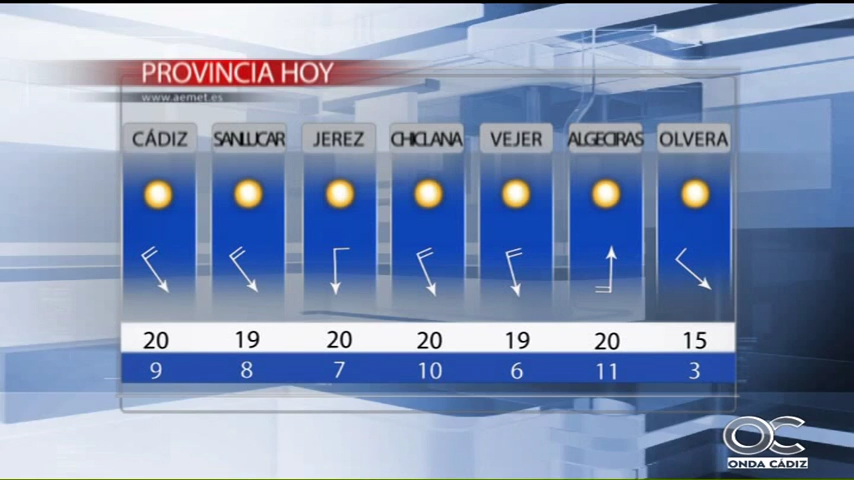 PROVINCIA HOY
www.aemet.es
CÁDIZ SANLUCAR JEREZ CHICLANA VEJER ALGECIRAS OLVERA
20 19 20 20 19 20 15
9 8 7 10 6 11 3
OC
ONDA CÁDIZ